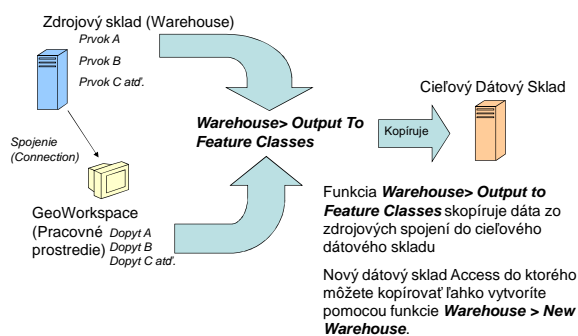 Zdrojový sklad (Warehouse)
Prvok A
Prvok B
Prvok C atď.
Spojenie
(Connection)
GeoWorkspace
(Pracovné
prostredie)
Dopyt A
Dopyt B
Dopyt C atď.
Warehouse> Output To
Feature Classes
Kopíruje
Cieľový Dátový Sklad
Funkcia Warehouse> Output to
Feature Classes skopíruje dáta zo
zdrojových spojení do cieľového
dátového skladu
Nový dátový sklad Access do ktorého
môžete kopírovať ľahko vytvoríte
pomocou funkcie Warehouse > New
Warehouse.